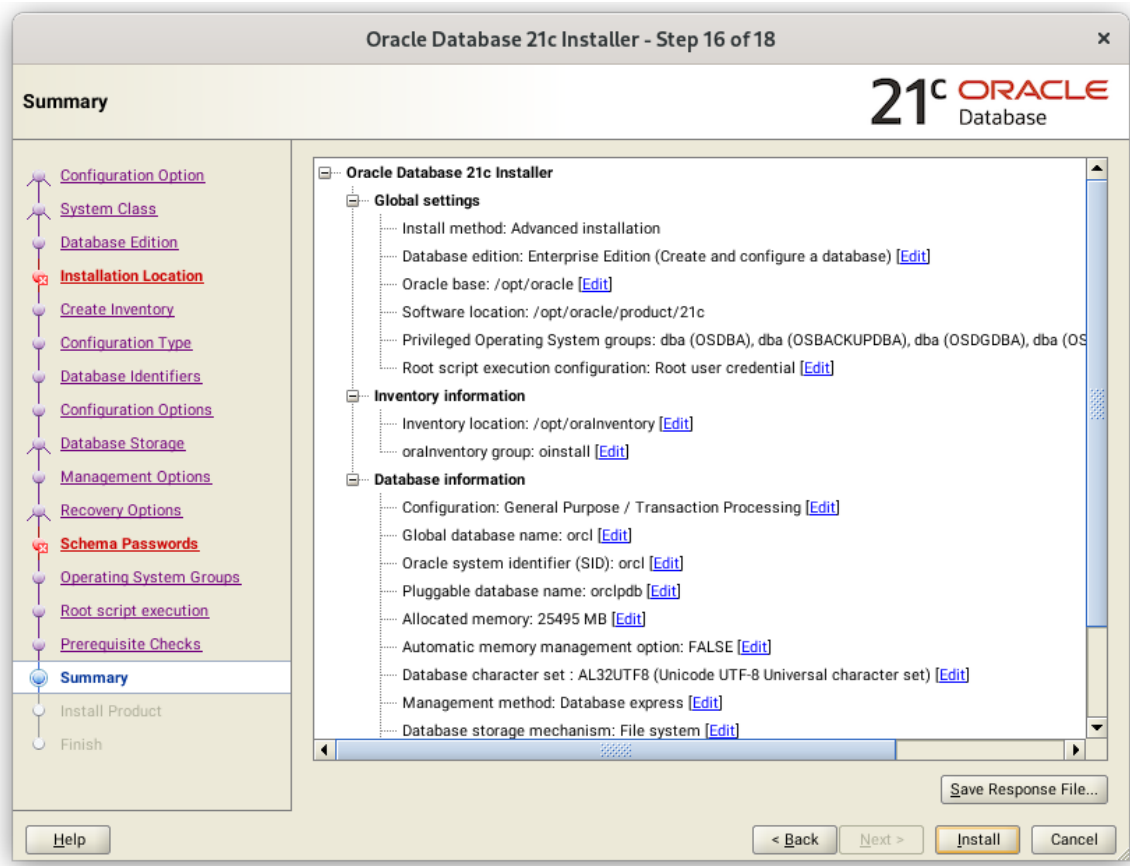 Oracle Database 21c Installer - Step 16 of 18
×
Summary
21c ORACLE
Database
Configuration Option
System Class
Database Edition
Installation Location
Create Inventory
Configuration Type
Database Identifiers
Configuration Options
Database Storage
Management Options
Recovery Options
Schema Passwords
Operating System Groups
Root script execution
Prerequisite Checks
Summary
Install Product
Finish
Oracle Database 21c Installer
Global settings
Install method: Advanced installation
Database edition: Enterprise Edition (Create and configure a database) [Edit]
Oracle base: /opt/oracle [Edit]
Software location: /opt/oracle/product/21c
Privileged Operating System groups: dba (OSDBA), dba (OSBACKUPDBA), dba (OSDGDBA), dba (OS
Root script execution configuration: Root user credential [Edit]
Inventory information
Inventory location: /opt/oraInventory [Edit]
oraInventory group: oinstall [Edit]
Database information
Configuration: General Purpose / Transaction Processing [Edit]
Global database name: orcl [Edit]
Oracle system identifier (SID): orcl [Edit]
Pluggable database name: orclpdb [Edit]
Allocated memory: 25495 MB [Edit]
Automatic memory management option: FALSE [Edit]
Database character set : AL32UTF8 (Unicode UTF-8 Universal character set) [Edit]
Management method: Database express [Edit]
Database storage mechanism: File system [Edit]
Save Response File...
Help
< Back
Next >
Install
Cancel